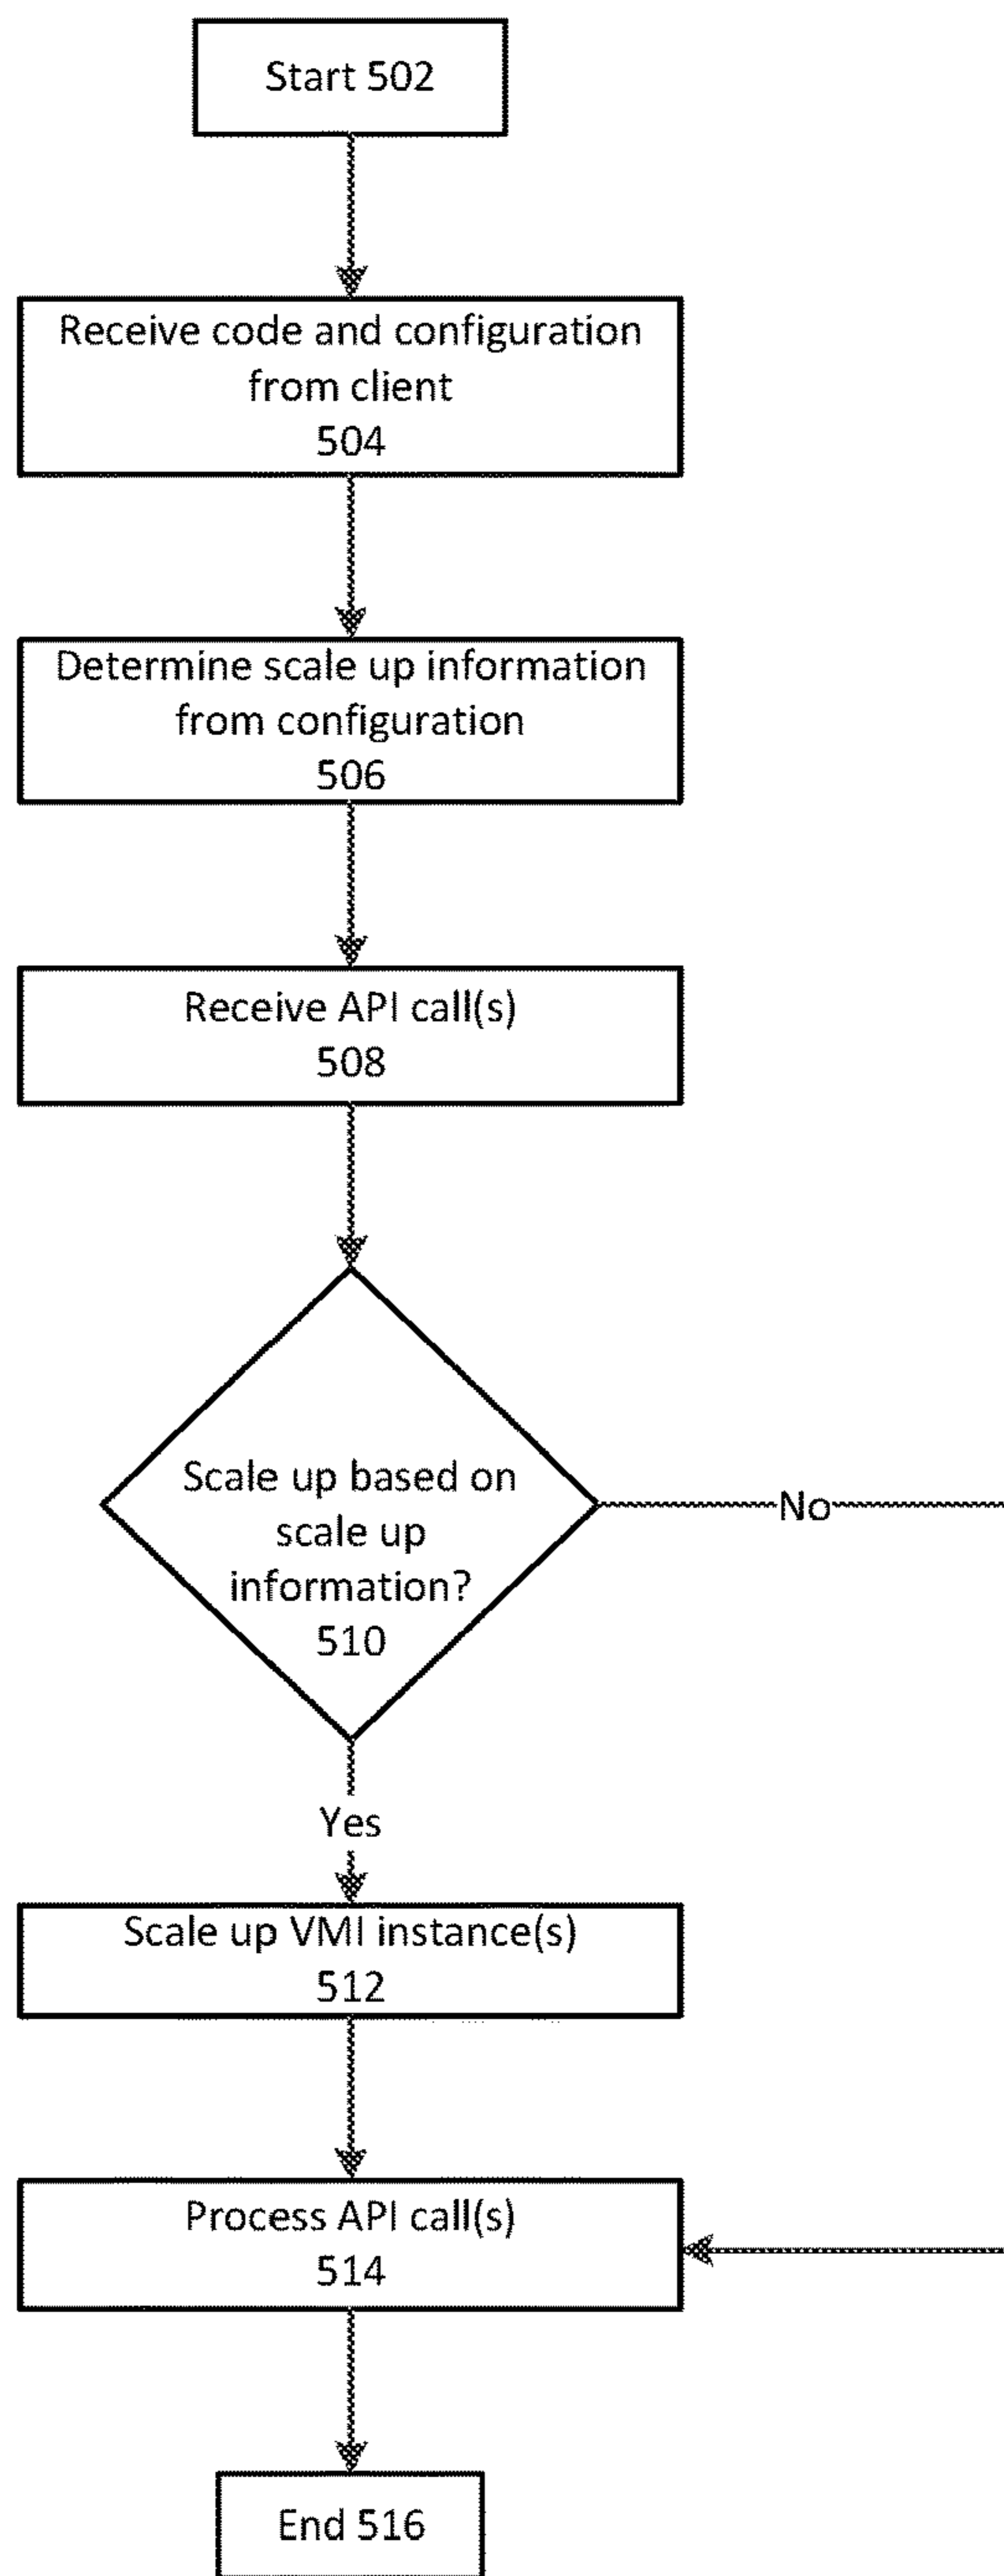 Start 502
Receive code and configuration
from client
504
Determine scale up information
from configuration
506
Receive API call(s)
508
Scale up based on
scale up
information?
510
No
Yes
Scale up VMI instance(s)
512
Process API call(s)
514
End 516